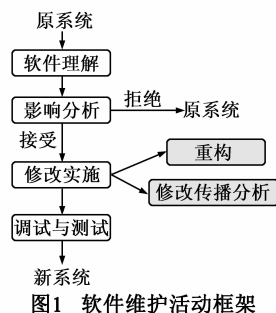 原系统
软件理解
影响分析
拒绝
原系统
接受
重构
修改实施
修改传播分析
调试与测试
新系统
图1 软件维护活动框架